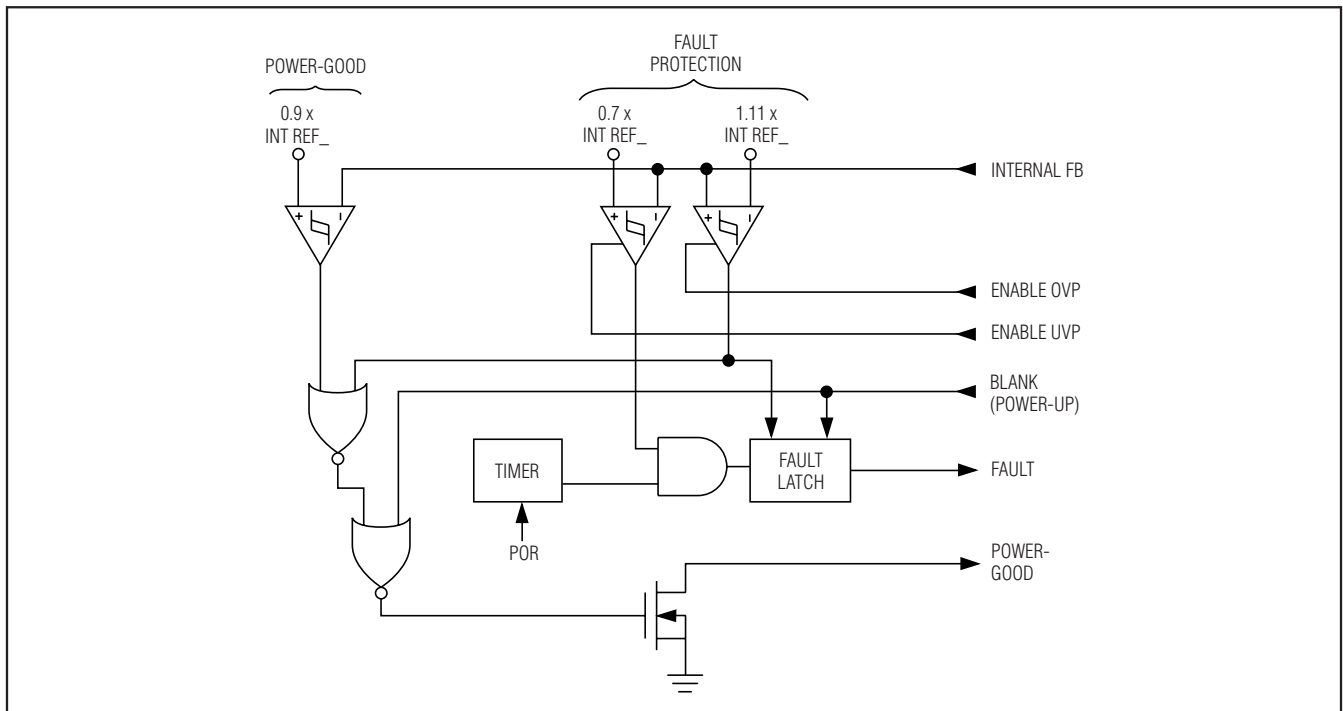 POWER-GOOD
FAULT
PROTECTION
0.9 x
INT REF_
0.7 x
INT REF_
1.11 x
INT REF_
INTERNAL FB
+
–
+
–
+
–
ENABLE OVP
ENABLE UVP
BLANK
(POWER-UP)
TIMER
FAULT
LATCH
FAULT
POR
POWER-
GOOD